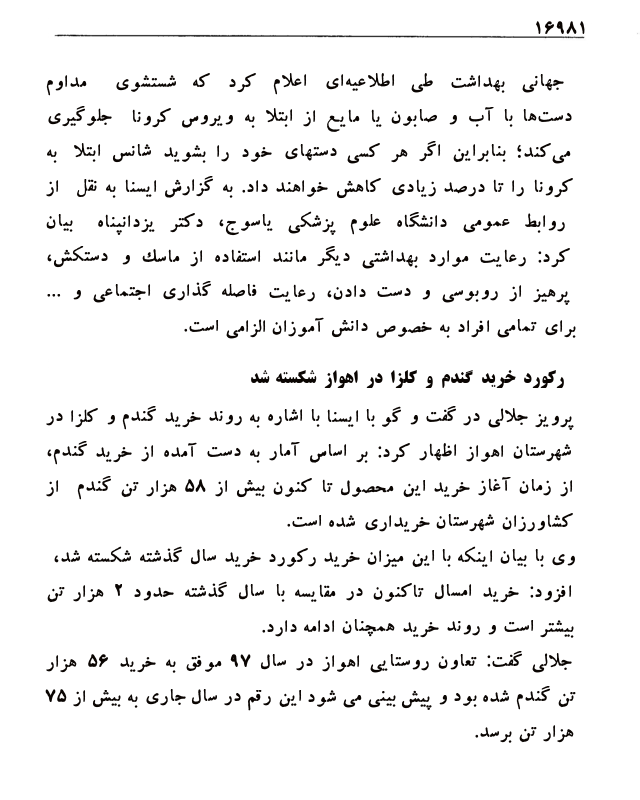 ۱۶۹۸۱
جهانی بهداشت طی اطلاعیه‌ای اعلام کرد که شستشوی مداوم
دست‌ها با آب و صابون یا مایع از ابتلا به ویروس کرونا جلوگیری
می‌کند؛ بنابراین اگر هر کسی دستهای خود را بشوید شانس ابتلا به
کرونا را تا درصد زیادی کاهش خواهند داد. به گزارش ایسنا به نقل از
روابط عمومی دانشگاه علوم پزشکی یاسوج، دکتر یزدانپناه بیان
کرد: رعایت موارد بهداشتی دیگر مانند استفاده از ماسك و دستکش،
پرهیز از روبوسی و دست دادن، رعایت فاصله گذاری اجتماعی و ...
برای تمامی افراد به خصوص دانش آموزان الزامی است.
رکورد خرید گندم و کلزا در اهواز شکسته شد
پرویز جلالی در گفت و گو با ایسنا با اشاره به روند خرید گندم و کلزا در
شهرستان اهواز اظهار کرد: بر اساس آمار به دست آمده از خرید گندم،
از زمان آغاز خرید این محصول تا کنون بیش از ۵۸ هزار تن گندم از
کشاورزان شهرستان خریداری شده است.
وی با بیان اینکه با این میزان خرید رکورد خرید سال گذشته شکسته شد،
افزود: خرید امسال تاکنون در مقایسه با سال گذشته حدود ۲ هزار تن
بیشتر است و روند خرید همچنان ادامه دارد.
جلالی گفت: تعاون روستایی اهواز در سال ۹۷ موفق به خرید ۵۶ هزار
تن گندم شده بود و پیش بینی می شود این رقم در سال جاری به بیش از ۷۵
هزار تن برسد.